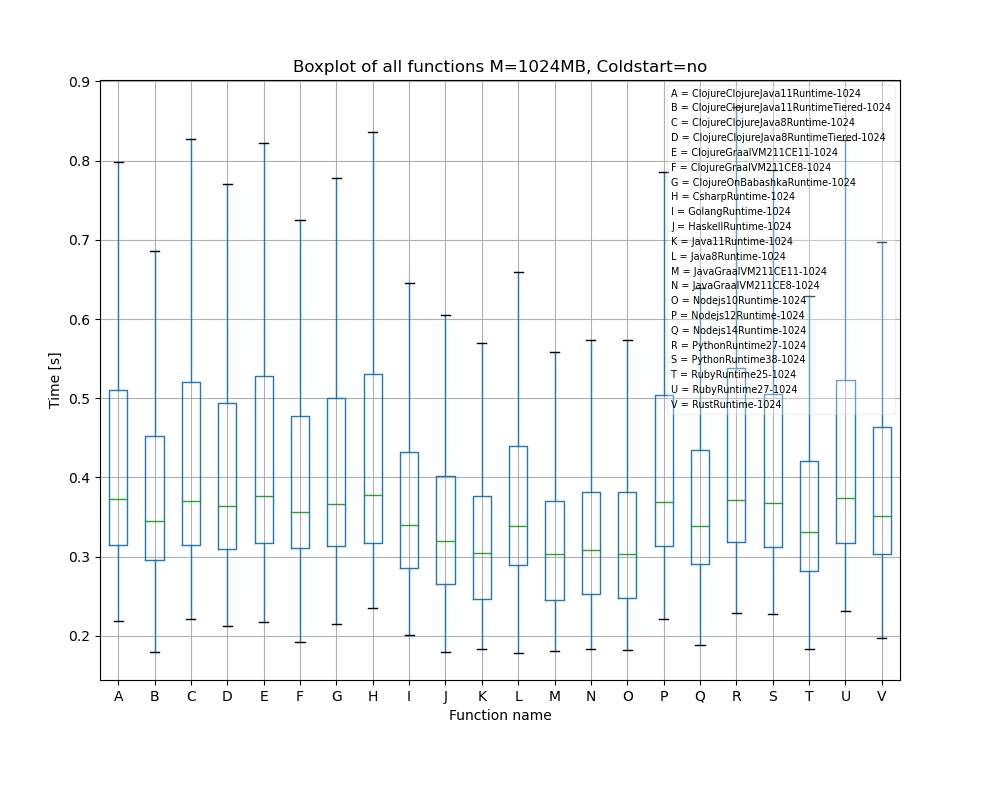 Boxplot of all functions M=1024MB, Coldstart=no
0.9
0.8
0.7
0.6
0.5
0.4
0.3
0.2
Time [s]
A = ClojureClojureJava11Runtime-1024
B = ClojureClojureJava11RuntimeTiered-1024
C = ClojureClojureJava8Runtime-1024
D = ClojureClojureJava8RuntimeTiered-1024
E = ClojureGraalVM211CE11-1024
F = ClojureGraalVM211CE8-1024
G = ClojureOnBabashkaRuntime-1024
H = CsharpRuntime-1024
I = GolangRuntime-1024
J = HaskellRuntime-1024
K = Java11Runtime-1024
L = Java8Runtime-1024
M = JavaGraalVM211CE11-1024
N = JavaGraalVM211CE8-1024
O = Nodejs10Runtime-1024
P = Nodejs12Runtime-1024
Q = Nodejs14Runtime-1024
R = PythonRuntime27-1024
S = PythonRuntime38-1024
T = RubyRuntime25-1024
U = RubyRuntime27-1024
V = RustRuntime-1024
A B C D E F G H I J K L M N O P Q R S T U V
Function name